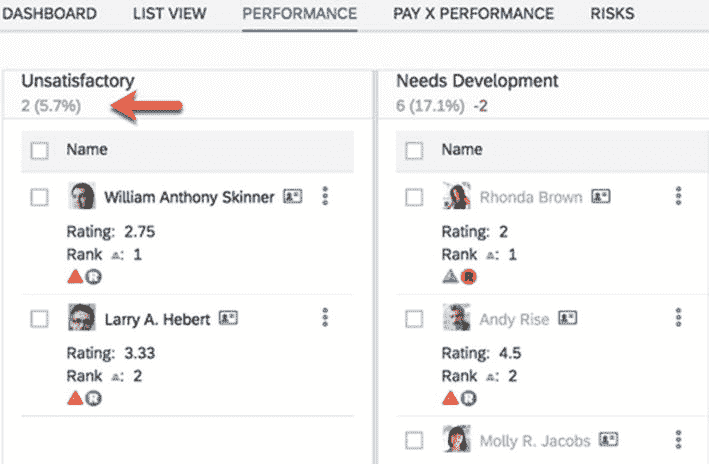 DASHBOARD LIST VIEW PERFORMANCE PAY X PERFORMANCE RISKS
Unsatisfactory
2 (5.7%)
Name
William Anthony Skinner
Rating: 2.75
Rank : 1
R
Larry A. Hebert
Rating: 3.33
Rank : 2
R
Needs Development
6 (17.1%) -2
Name
Rhonda Brown
Rating: 2
Rank : 1
R
Andy Rise
Rating: 4.5
Rank : 2
R
Molly R. Jacobs